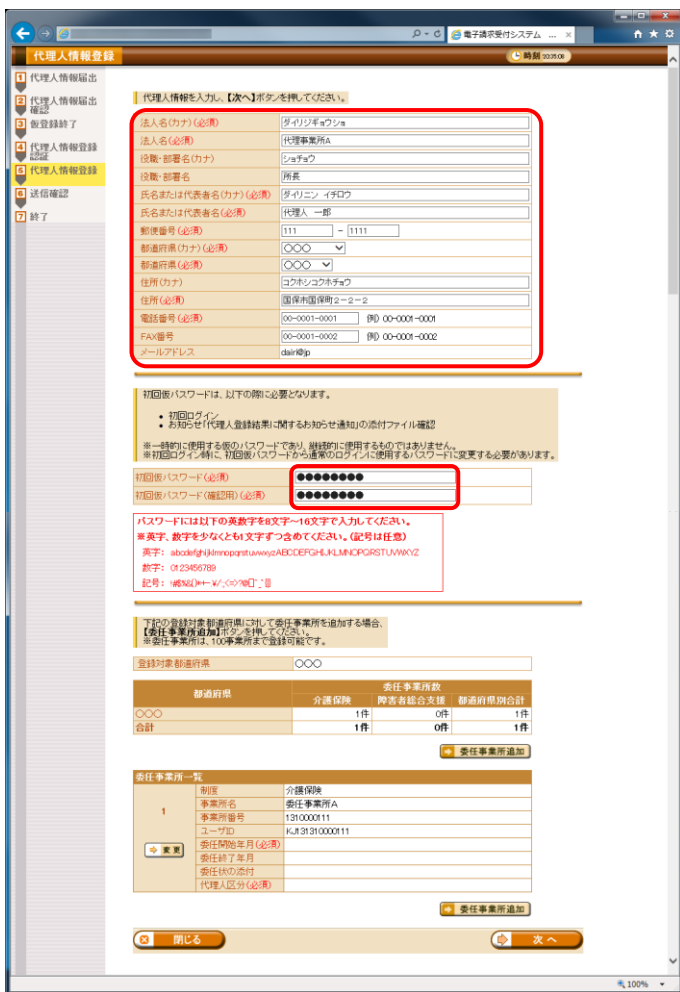 電子請求受付システム ... ×
代理人情報登録
時刻
1 代理人情報届出
2 代理人情報届出
確認
3 仮登録終了
4 代理人情報登録
認証
5 代理人情報登録
6 送信確認
7 終了
代理人情報を入力し、【次へ】ボタンを押してください。
法人名(カナ)(必須) ダイリジギョウショ
法人名(必須) 代理事業所A
役職・部署名(カナ) ショチョウ
役職・部署名 所長
氏名または代表者名(カナ)(必須) ダイリニン イチロウ
氏名または代表者名(必須) 代理人 一郎
郵便番号(必須) 111 - 1111
都道府県(カナ)(必須) ○○○
都道府県(必須) ○○○
住所(カナ) コクホシコクホチョウ
住所(必須) 国保市国保町2-2-2
電話番号(必須) 00-0001-0001 例) 00-0001-0001
FAX番号 00-0001-0002 例) 00-0001-0002
メールアドレス dairi@jp
初回仮パスワードは、以下の際に必要となります。
• 初回ログイン
• お知らせ「代理人登録結果に関するお知らせ通知」の添付ファイル確認
※一時的に使用する仮のパスワードであり、継続的に使用するものではありません。
※初回ログイン時に、初回仮パスワードから通常のログインに使用するパスワードに変更する必要があります。
初回仮パスワード(必須) ●●●●●●●●
初回仮パスワード(確認用)(必須) ●●●●●●●●
パスワードには以下の英数字を8文字~16文字で入力してください。
※英字、数字を少なくとも1文字ずつ含めてください。(記号は任意)
英字: abcdefghijklmnopqrstuvwxyzABCDEFGHIJKLMNOPQRSTUVWXYZ
数字: 0123456789
記号:
下記の登録対象都道府県に対して委任事業所を追加する場合、
【委任事業所追加】ボタンを押してください。
※委任事業所は、100事業所まで登録可能です。
登録対象都道府県 ○○○
都道府県 委任事業所数
介護保険 障害者総合支援 都道府県別合計
○○○ 1件 0件 1件
合計 1件 0件 1件
委任事業所追加
委任事業所一覧
1
変更
制度 介護保険
事業所名 委任事業所A
事業所番号 1310000111
ユーザID KJ131310000111
委任開始年月(必須)
委任終了年月
委任状の添付
代理人区分(必須)
委任事業所追加
閉じる 次へ
100%